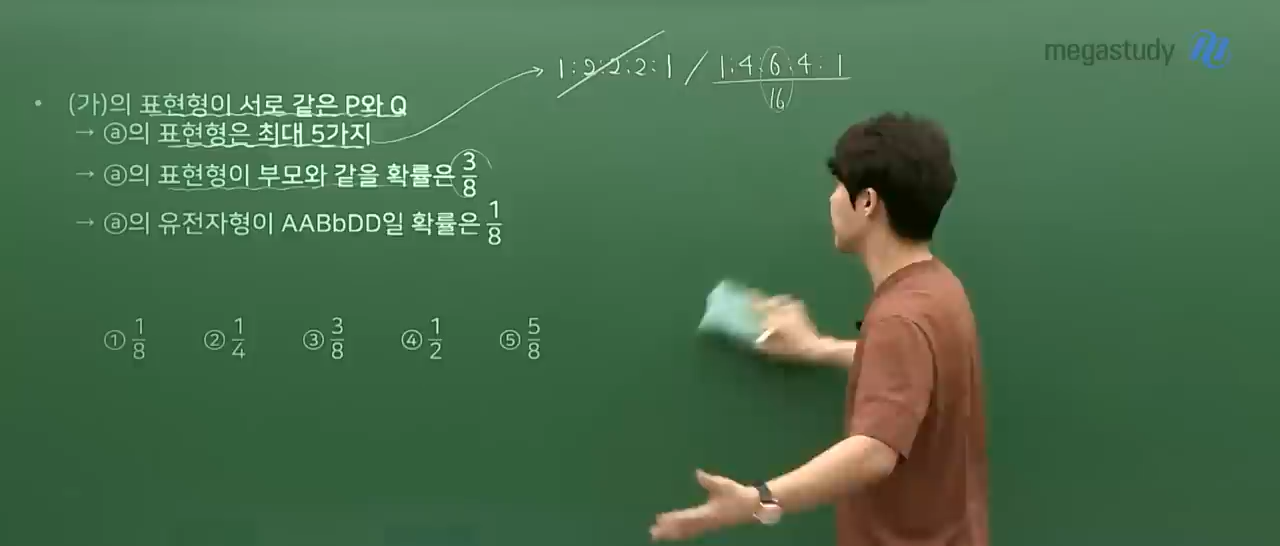 megastudy
1:2:2:2:1 / 1:4:6:4:1
16
• (가)의 표현형이 서로 같은 P와 Q
→ ⓐ의 표현형은 최대 5가지
→ ⓐ의 표현형이 부모와 같을 확률은 3/8
→ ⓐ의 유전자형이 AABbDD일 확률은 1/8
① 1/8 ② 1/4 ③ 3/8 ④ 1/2 ⑤ 5/8